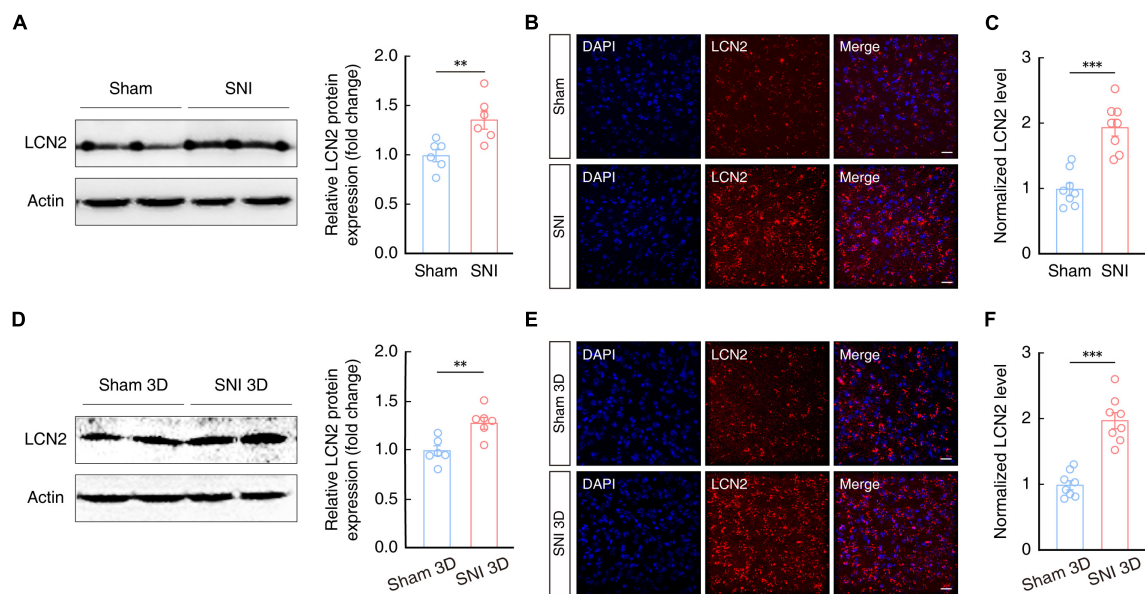 A
Sham SNI
LCN2
Actin
Relative LCN2 protein
expression (fold change)
2.0
1.5
1.0
0.5
0.0
**
Sham SNI
B
Sham
DAPI LCN2 Merge
SNI
DAPI LCN2 Merge
C
Normalized LCN2 level
3
2
1
0
***
Sham SNI
D
Sham 3D SNI 3D
LCN2
Actin
Relative LCN2 protein
expression (fold change)
2.0
1.5
1.0
0.5
0.0
**
Sham 3D SNI 3D
E
Sham 3D
DAPI LCN2 Merge
SNI 3D
DAPI LCN2 Merge
F
Normalized LCN2 level
3
2
1
0
***
Sham 3D SNI 3D